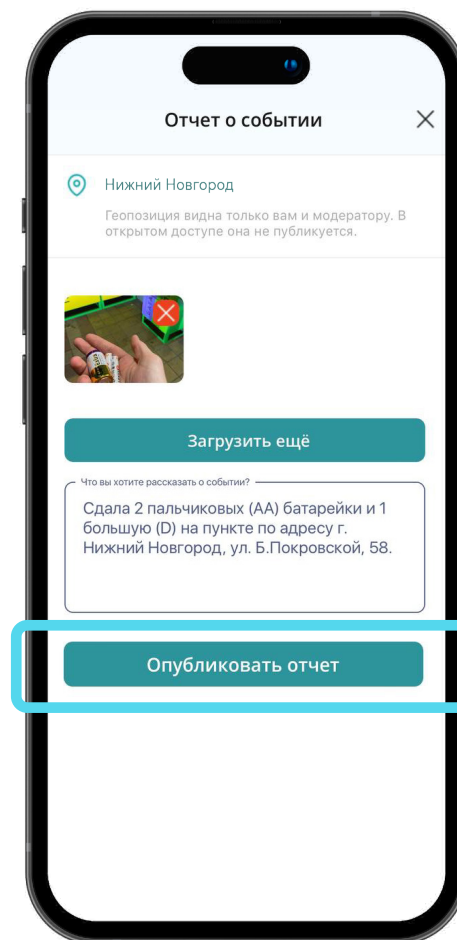 Отчет о событии
Нижний Новгород
Геопозиция видна только вам и модератору. В
открытом доступе она не публикуется.
Загрузить ещё
Что вы хотите рассказать о событии?
Сдала 2 пальчиковых (АА) батарейки и 1
большую (D) на пункте по адресу г.
Нижний Новгород, ул. Б.Покровской, 58.
Опубликовать отчет